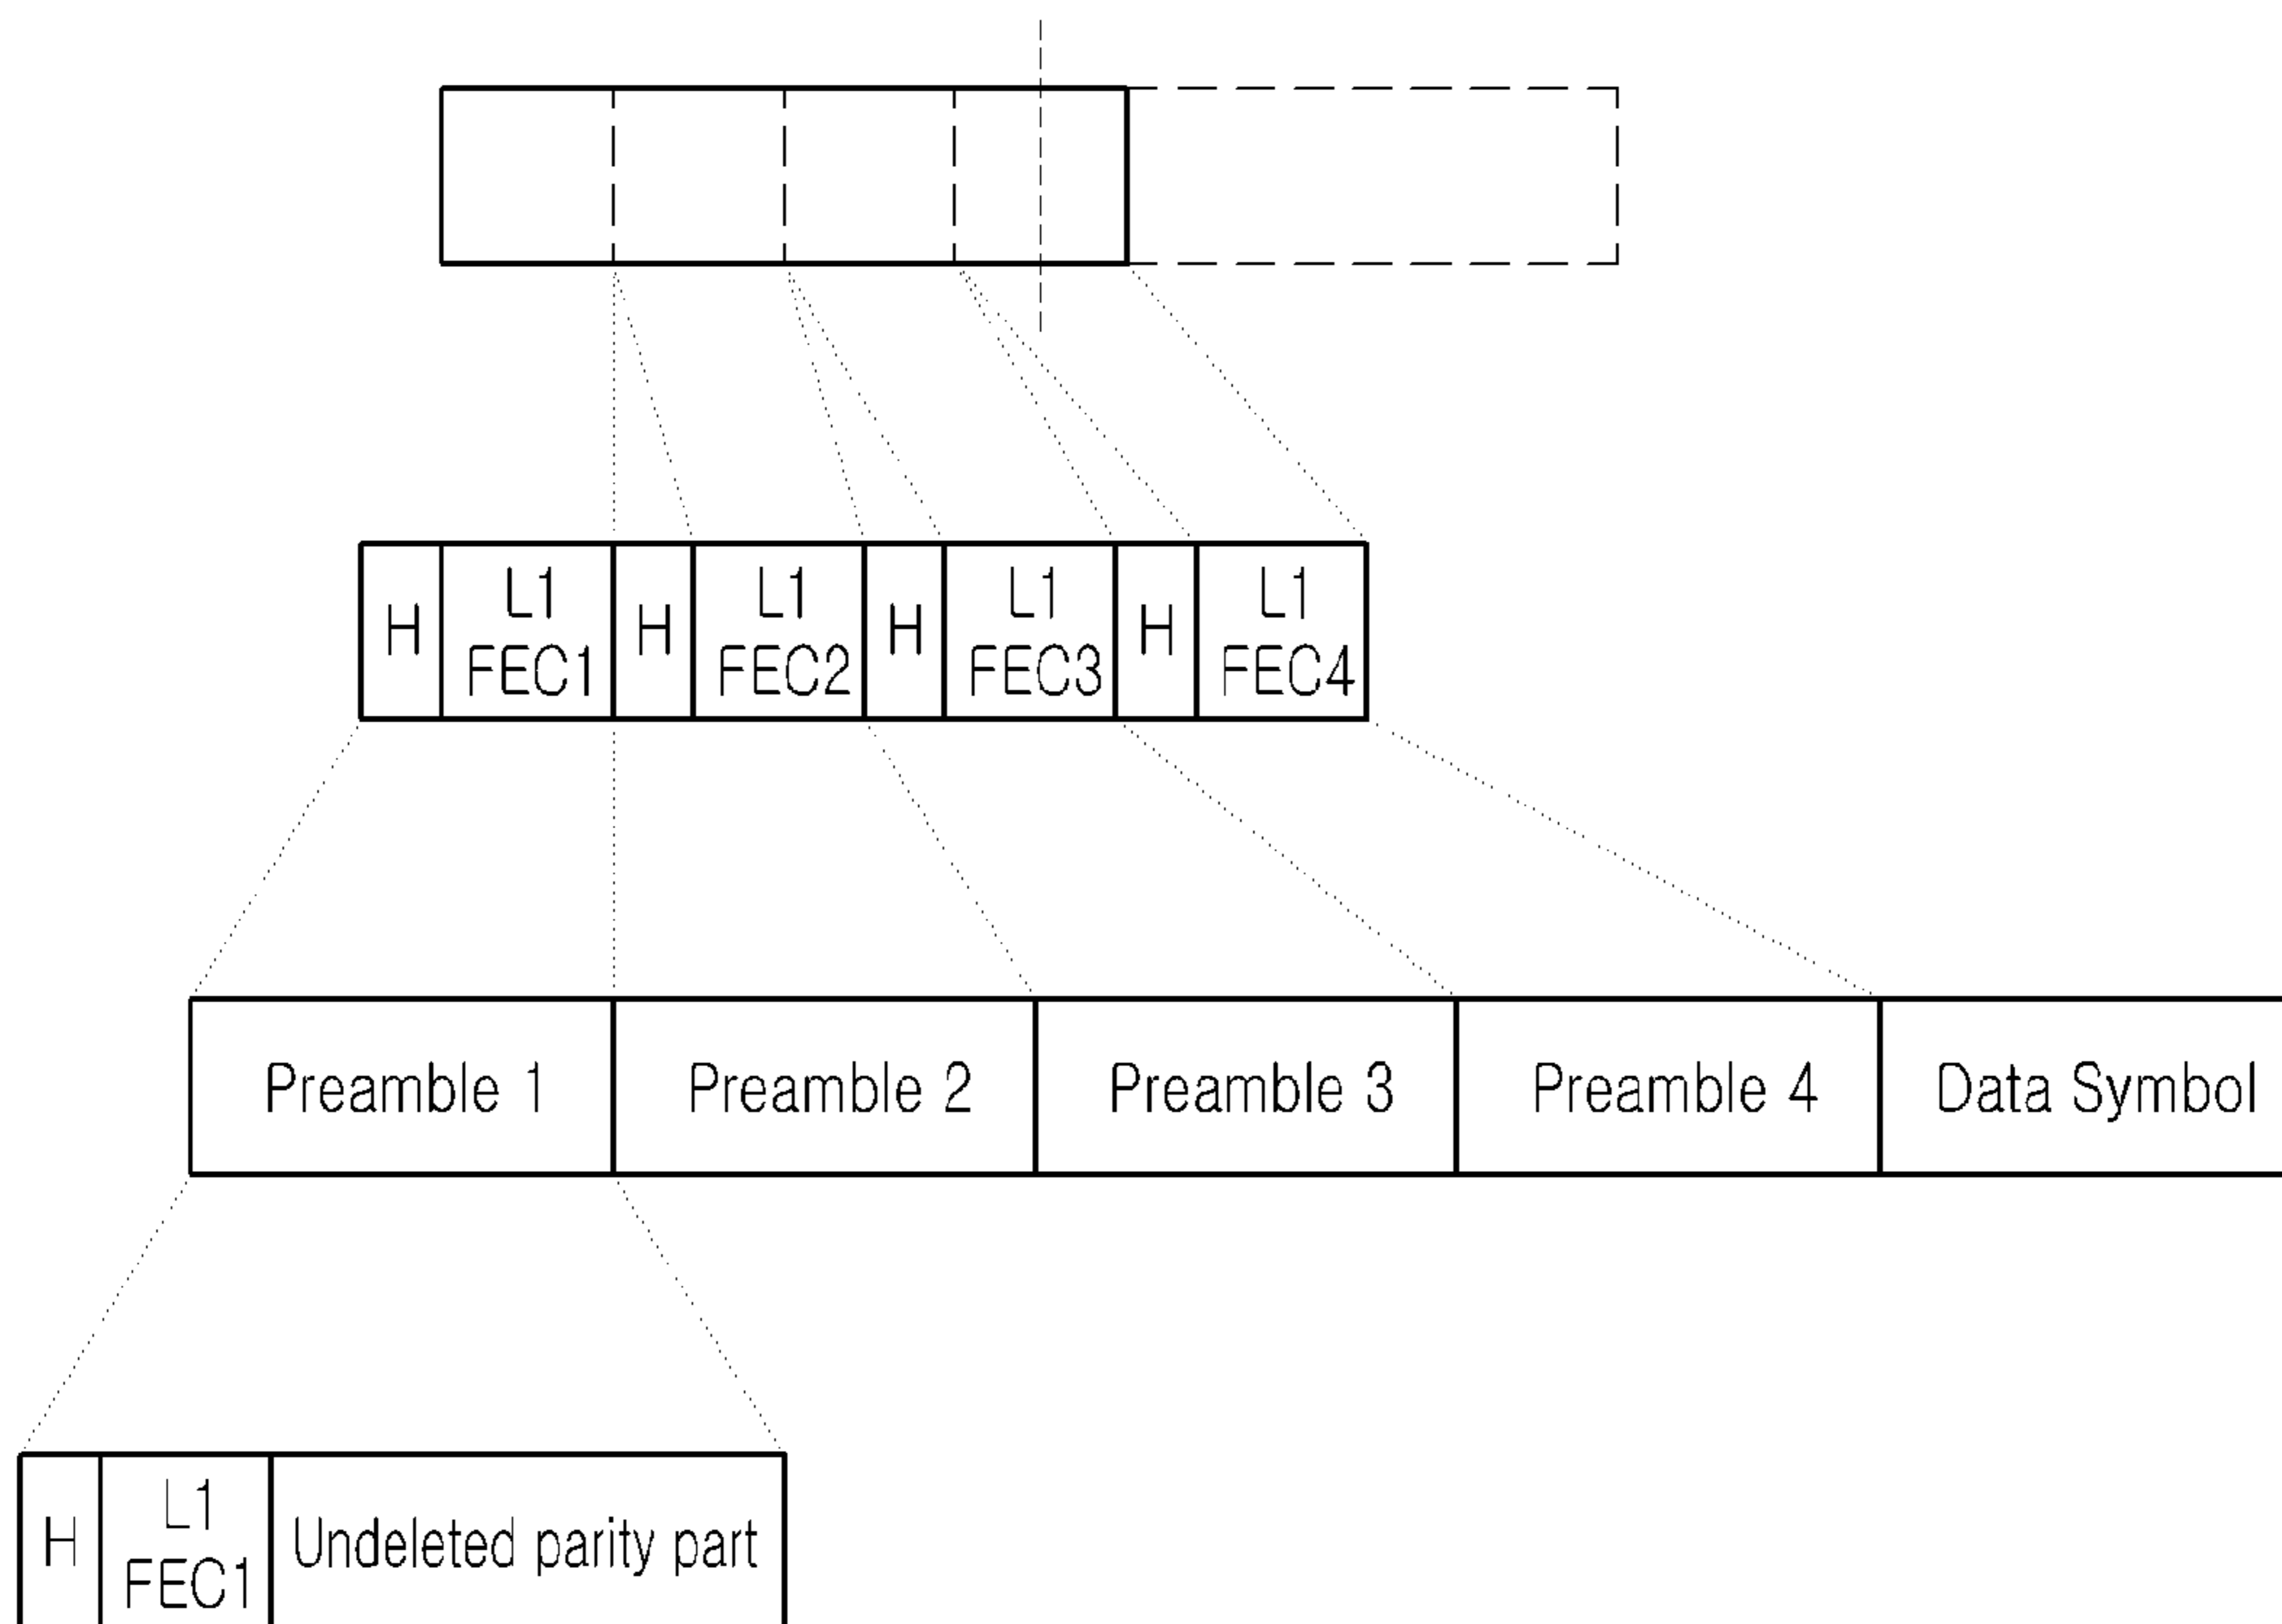 H
L1
FEC1
H
L1
FEC2
H
L1
FEC3
H
L1
FEC4
Preamble 1
Preamble 2
Preamble 3
Preamble 4
Data Symbol
H
L1
FEC1
Undeleted parity part